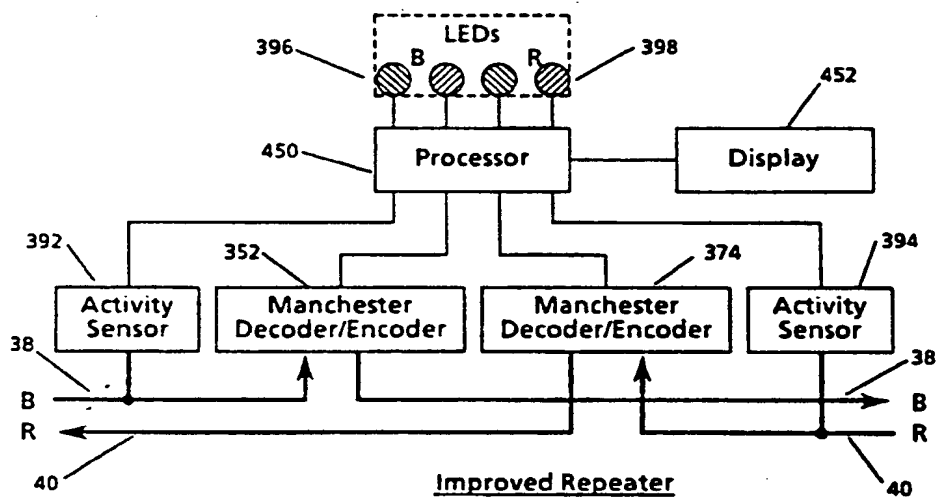 LEDs
396
B
R
398
452
450
Processor
Display
392
352
374
394
Activity
Sensor
Manchester
Decoder/Encoder
Manchester
Decoder/Encoder
Activity
Sensor
38
38
B
B
R
R
40
40
Improved Repeater